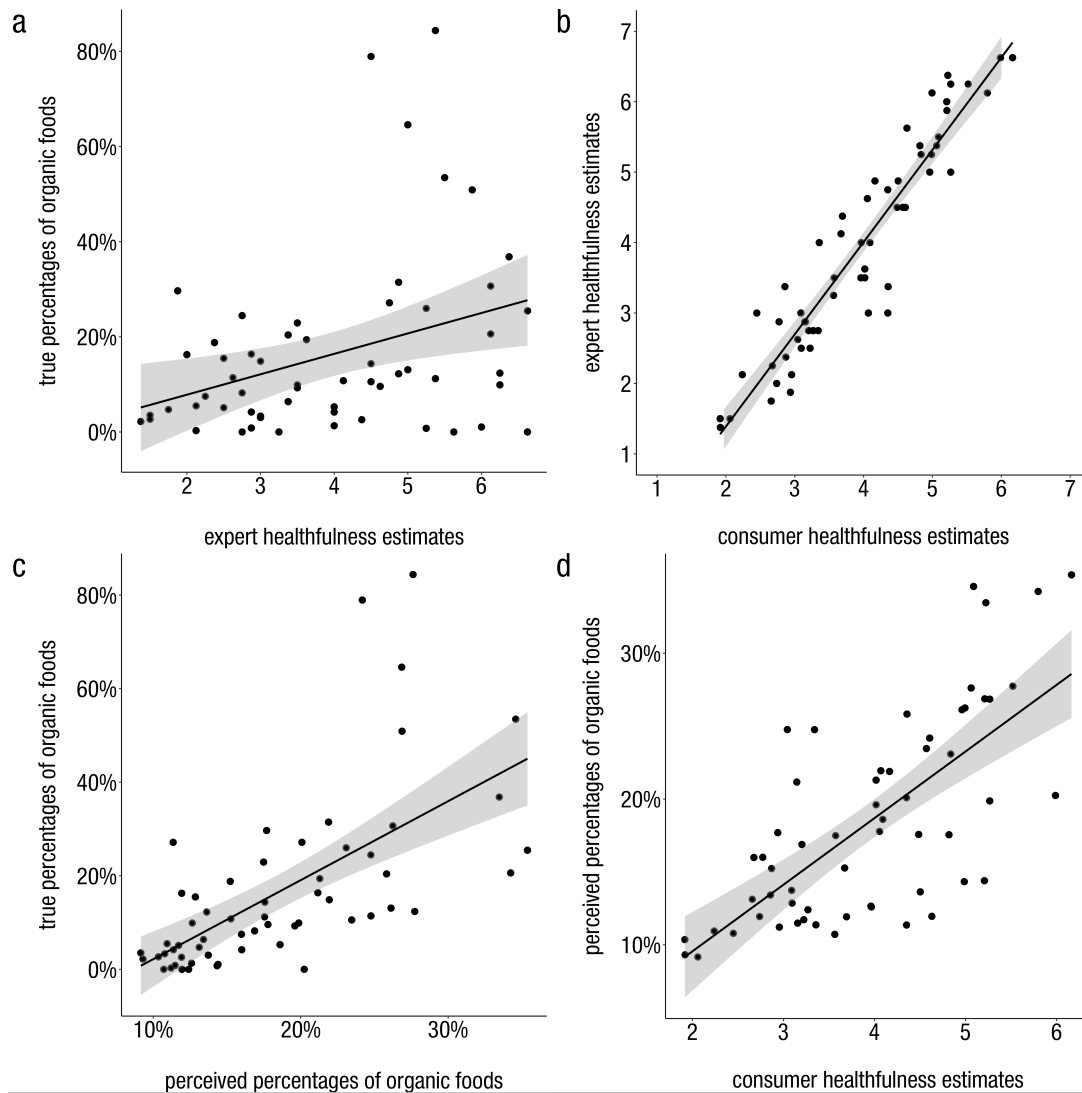 a
true percentages of organic foods
80%
60%
40%
20%
0%
2 3 4 5 6
expert healthfulness estimates
b
expert healthfulness estimates
7
6
5
4
3
2
1
1 2 3 4 5 6 7
consumer healthfulness estimates
c
true percentages of organic foods
80%
60%
40%
20%
0%
10% 20% 30%
perceived percentages of organic foods
d
perceived percentages of organic foods
30%
20%
10%
2 3 4 5 6
consumer healthfulness estimates